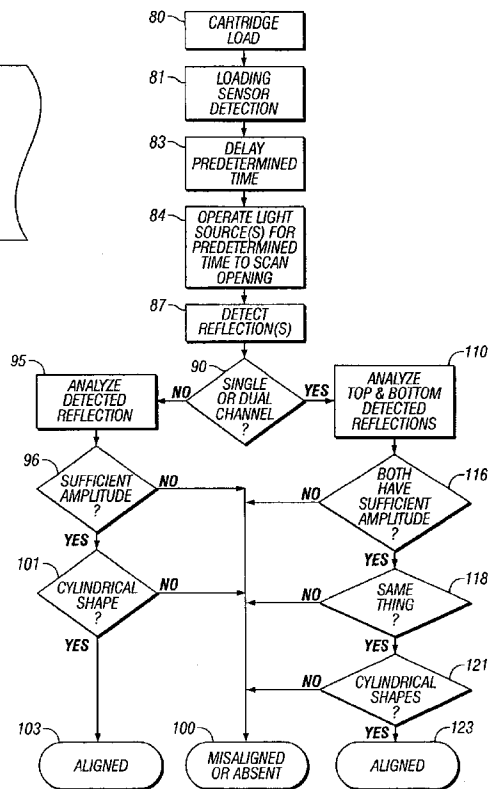 80
CARTRIDGE
LOAD
81
LOADING
SENSOR
DETECTION
83
DELAY
PREDETERMINED
TIME
84
OPERATE LIGHT
SOURCE(S) FOR
PREDETERMINED
TIME TO SCAN
OPENING
87
DETECT
REFLECTION(S)
90
SINGLE
OR DUAL
CHANNEL
?
NO
YES
95
ANALYZE
DETECTED
REFLECTION
110
ANALYZE
TOP & BOTTOM
DETECTED
REFLECTIONS
96
SUFFICIENT
AMPLITUDE
?
NO
YES
116
BOTH
HAVE
SUFFICIENT
AMPLITUDE
?
NO
YES
101
CYLINDRICAL
SHAPE
?
NO
YES
118
SAME
THING
?
NO
YES
121
CYLINDRICAL
SHAPES
?
NO
YES
103
ALIGNED
100
MISALIGNED
OR ABSENT
123
ALIGNED